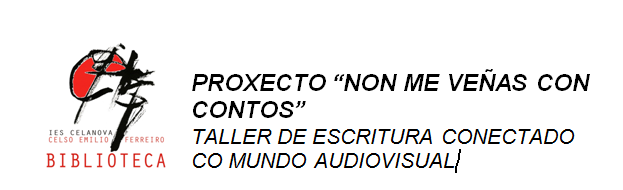 IES CELANOVA
CELSO EMILIO FERREIRO
BIBLIOTECA
PROXECTO “NON ME VEÑAS CON
CONTOS”
TALLER DE ESCRITURA CONECTADO
CO MUNDO AUDIOVISUAL